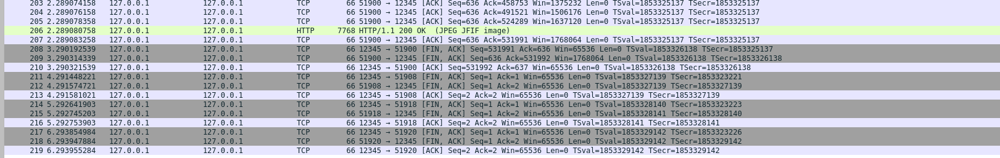 203 2.289074158 127.0.0.1 127.0.0.1 TCP 66 51900 → 12345 [ACK] Seq=636 Ack=458753 Win=1375232 Len=0 TSval=1853325137 TSecr=1853325137
204 2.289076158 127.0.0.1 127.0.0.1 TCP 66 51900 → 12345 [ACK] Seq=636 Ack=491521 Win=1506176 Len=0 TSval=1853325137 TSecr=1853325137
205 2.289078358 127.0.0.1 127.0.0.1 TCP 66 51900 → 12345 [ACK] Seq=636 Ack=524289 Win=1637120 Len=0 TSval=1853325137 TSecr=1853325137
206 2.289080758 127.0.0.1 127.0.0.1 HTTP 7768 HTTP/1.1 200 OK (JPEG JFIF image)
207 2.289083258 127.0.0.1 127.0.0.1 TCP 66 51900 → 12345 [ACK] Seq=636 Ack=531991 Win=1768064 Len=0 TSval=1853325137 TSecr=1853325137
208 3.290192539 127.0.0.1 127.0.0.1 TCP 66 12345 → 51900 [FIN, ACK] Seq=531991 Ack=636 Win=65536 Len=0 TSval=1853326138 TSecr=1853325137
209 3.290314339 127.0.0.1 127.0.0.1 TCP 66 51900 → 12345 [FIN, ACK] Seq=636 Ack=531992 Win=1768064 Len=0 TSval=1853326138 TSecr=1853326138
210 3.290321539 127.0.0.1 127.0.0.1 TCP 66 12345 → 51900 [ACK] Seq=531992 Ack=637 Win=65536 Len=0 TSval=1853326138 TSecr=1853326138
211 4.291448221 127.0.0.1 127.0.0.1 TCP 66 12345 → 51908 [FIN, ACK] Seq=1 Ack=1 Win=65536 Len=0 TSval=1853327139 TSecr=1853323221
212 4.291574721 127.0.0.1 127.0.0.1 TCP 66 51908 → 12345 [FIN, ACK] Seq=1 Ack=2 Win=65536 Len=0 TSval=1853327139 TSecr=1853327139
213 4.291581021 127.0.0.1 127.0.0.1 TCP 66 12345 → 51908 [ACK] Seq=2 Ack=2 Win=65536 Len=0 TSval=1853327139 TSecr=1853327139
214 5.292641903 127.0.0.1 127.0.0.1 TCP 66 12345 → 51918 [FIN, ACK] Seq=1 Ack=1 Win=65536 Len=0 TSval=1853328140 TSecr=1853323223
215 5.292745203 127.0.0.1 127.0.0.1 TCP 66 51918 → 12345 [FIN, ACK] Seq=1 Ack=2 Win=65536 Len=0 TSval=1853328141 TSecr=1853328140
216 5.292753903 127.0.0.1 127.0.0.1 TCP 66 12345 → 51918 [ACK] Seq=2 Ack=2 Win=65536 Len=0 TSval=1853328141 TSecr=1853328141
217 6.293854984 127.0.0.1 127.0.0.1 TCP 66 12345 → 51920 [FIN, ACK] Seq=1 Ack=1 Win=65536 Len=0 TSval=1853329142 TSecr=1853323226
218 6.293947884 127.0.0.1 127.0.0.1 TCP 66 51920 → 12345 [FIN, ACK] Seq=1 Ack=2 Win=65536 Len=0 TSval=1853329142 TSecr=1853329142
219 6.293955284 127.0.0.1 127.0.0.1 TCP 66 12345 → 51920 [ACK] Seq=2 Ack=2 Win=65536 Len=0 TSval=1853329142 TSecr=1853329142